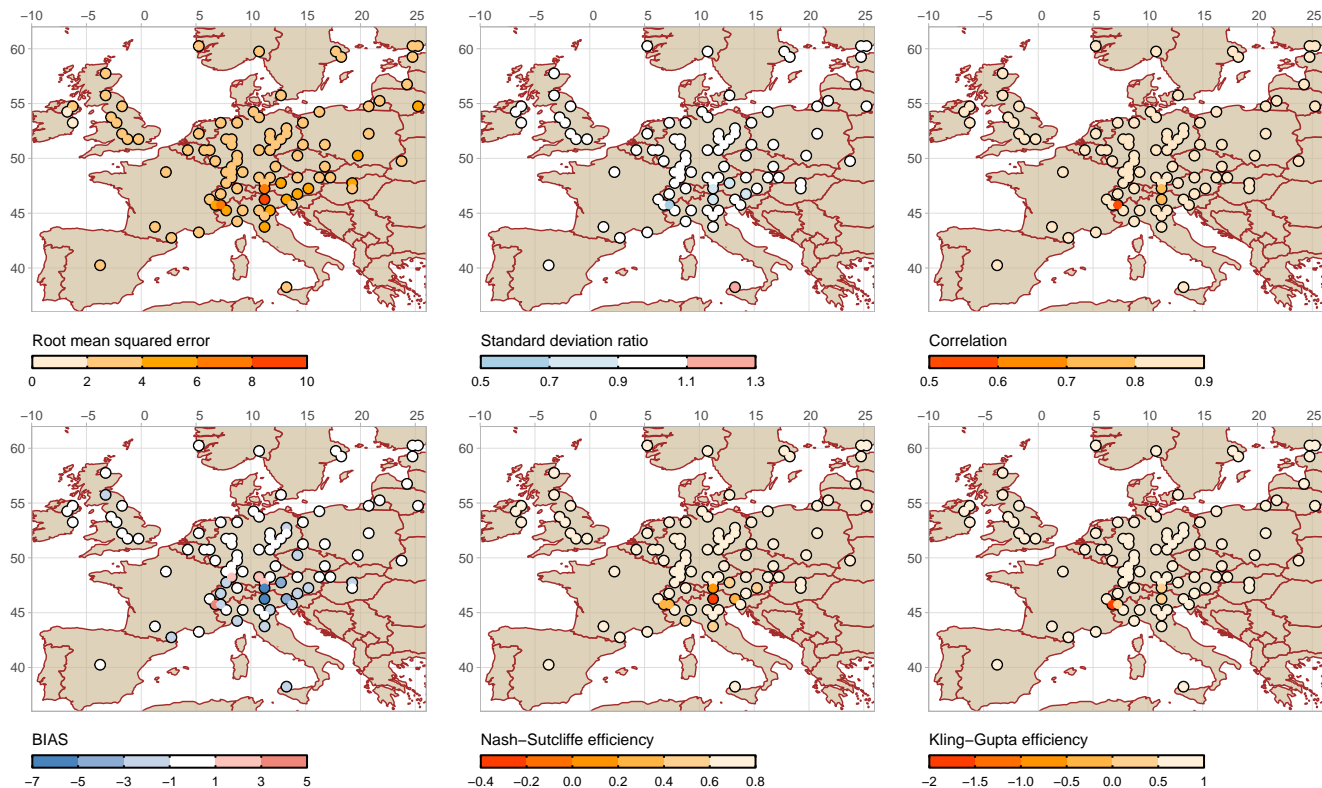 −10 −5 0 5 10 15 20 25 −10 −5 0 5 10 15 20 25 −10 −5 0 5 10 15 20 25
60 60 60
55 55 55
50 50 50
45 45 45
40 40 40
Root mean squared error Standard deviation ratio Correlation
0 2 4 6 8 10 0.5 0.7 0.9 1.1 1.3 0.5 0.6 0.7 0.8 0.9
−10 −5 0 5 10 15 20 25 −10 −5 0 5 10 15 20 25 −10 −5 0 5 10 15 20 25
60 60 60
55 55 55
50 50 50
45 45 45
40 40 40
BIAS Nash−Sutcliffe efficiency Kling−Gupta efficiency
−7 −5 −3 −1 1 3 5 −0.4 −0.2 0.0 0.2 0.4 0.6 0.8 −2 −1.5 −1.0 −0.5 0.0 0.5 1